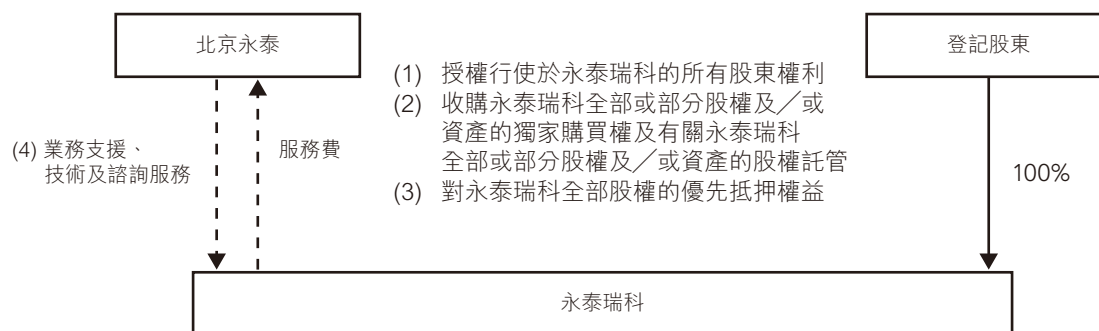 北京永泰
登記股東
(1) 授權行使於永泰瑞科的所有股東權利
(2) 收購永泰瑞科全部或部分股權及／或
資產的獨家購買權及有關永泰瑞科
全部或部分股權及／或資產的股權託管
(3) 對永泰瑞科全部股權的優先抵押權益
(4) 業務支援、
技術及諮詢服務
服務費
100%
永泰瑞科